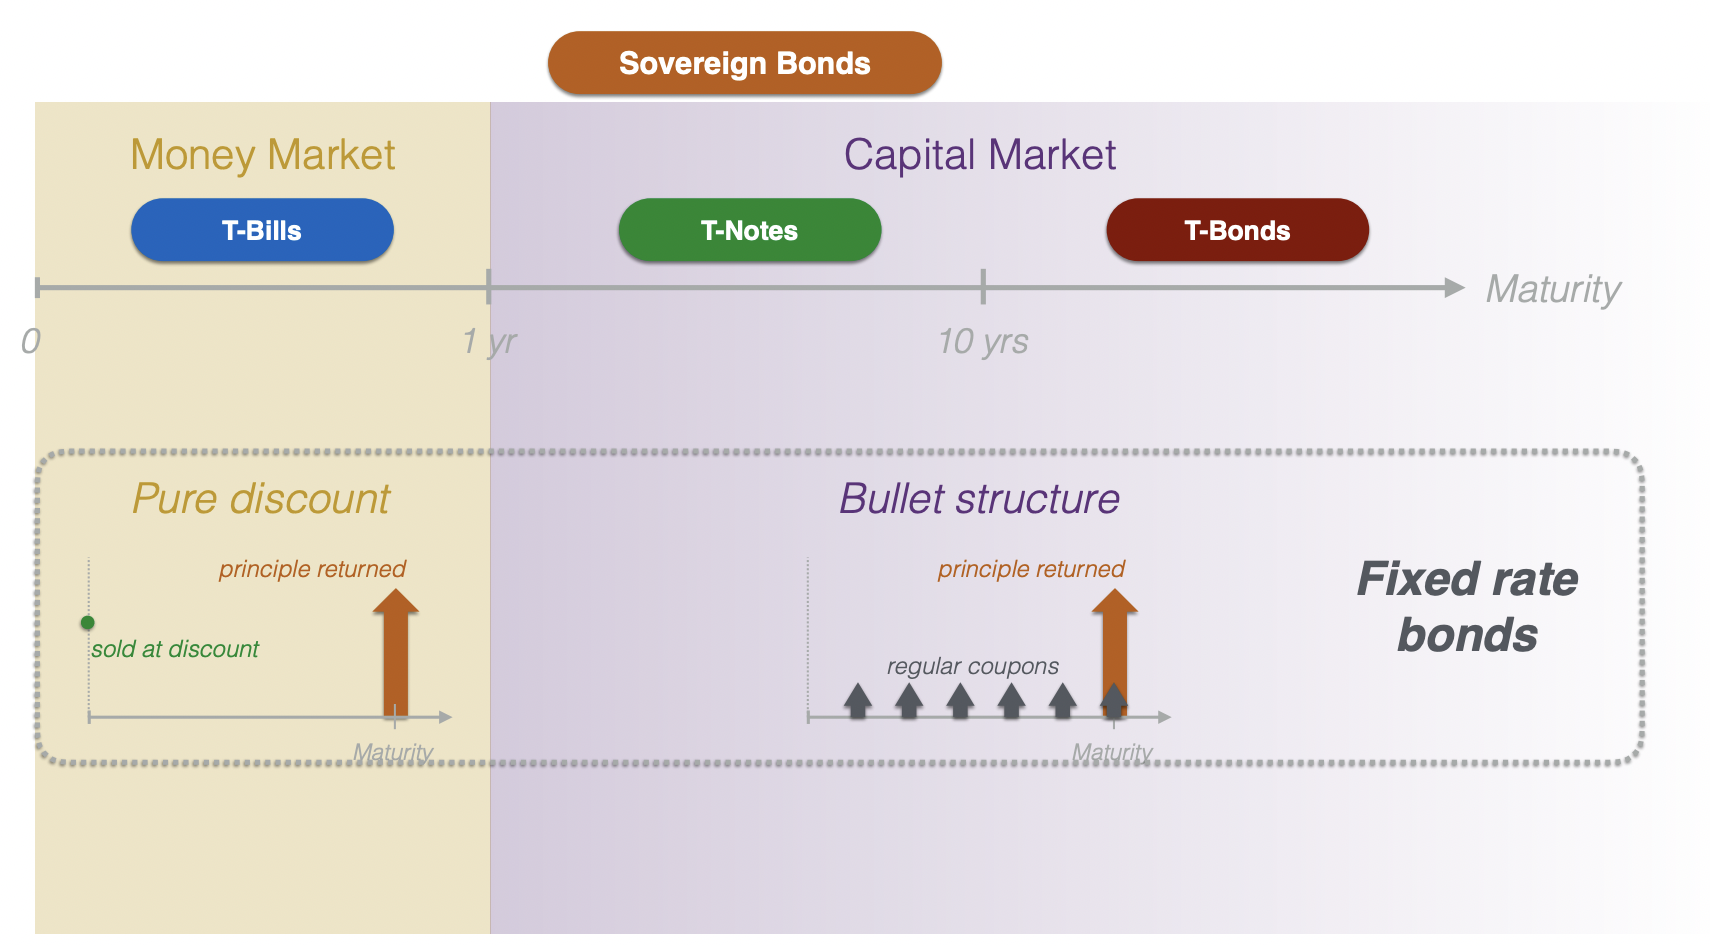 Sovereign Bonds
Money Market
Capital Market
T-Bills
T-Notes
T-Bonds
Maturity
0
1 yr
10 yrs
Pure discount
Bullet structure
principle returned
principle returned
Fixed rate
bonds
sold at discount
regular coupons
Maturity
Maturity